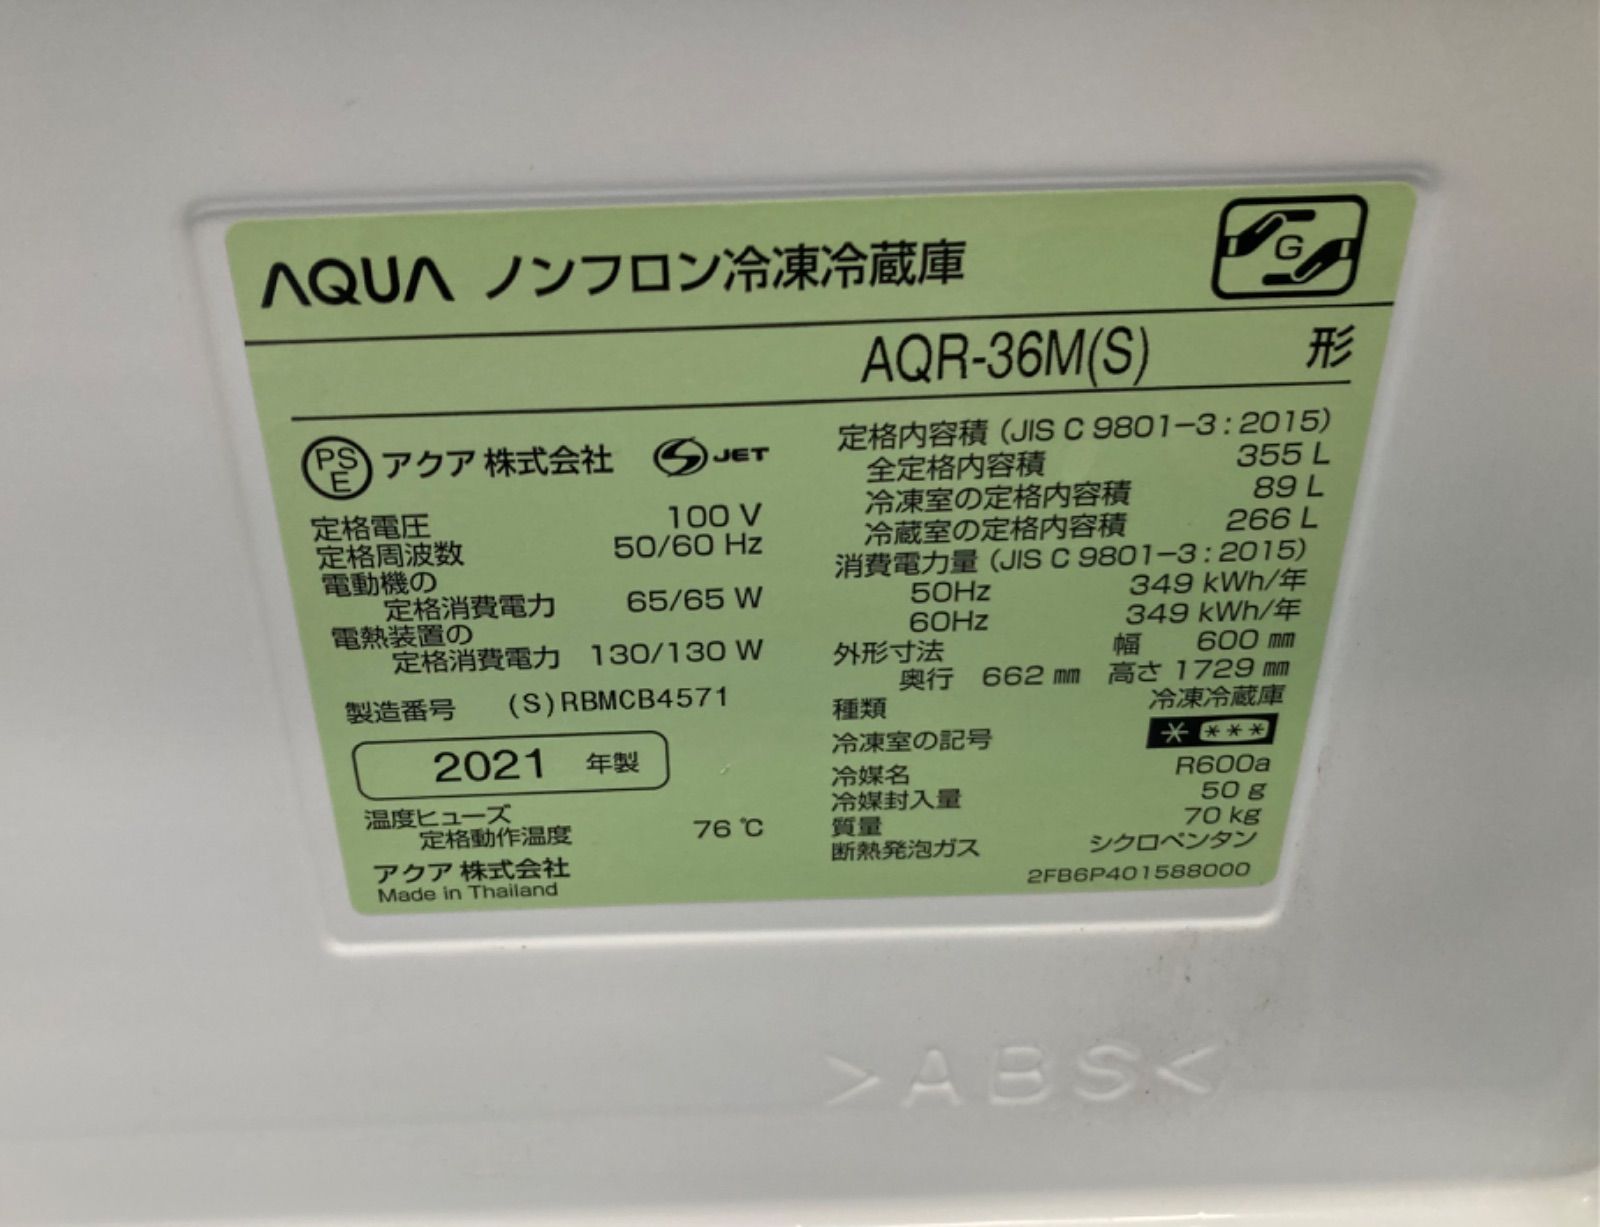 AQUA ノンフロン冷凍冷蔵庫
G
AQR-36M(S) 形
PS
E
アクア 株式会社 JET
定格電圧 100 V
定格周波数 50/60 Hz
電動機の
定格消費電力 65/65 W
電熱装置の
定格消費電力 130/130 W
製造番号 (S)RBMCB4571
2021 年製
温度ヒューズ
定格動作温度 76 ℃
アクア 株式会社
Made in Thailand
定格内容積 (JIS C 9801-3:2015)
全定格内容積 355 L
冷凍室の定格内容積 89 L
冷蔵室の定格内容積 266 L
消費電力量 (JIS C 9801-3:2015)
50Hz 349 kWh/年
60Hz 349 kWh/年
外形寸法 幅 600 ㎜
奥行 662 ㎜ 高さ 1729 ㎜
種類 冷凍冷蔵庫
冷凍室の記号 * ***
冷媒名 R600a
冷媒封入量 50 g
質量 70 kg
断熱発泡ガス シクロペンタン
2FB6P401588000
>ABS<